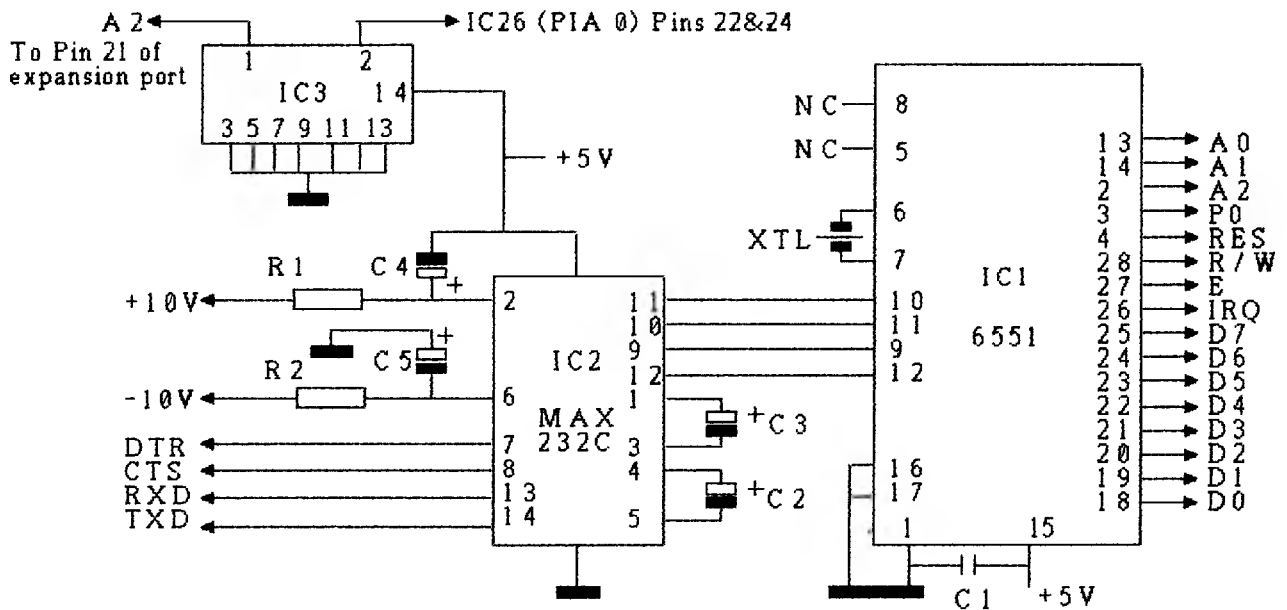 A2
IC26 (PIA 0) Pins 22&24
To Pin 21 of
expansion port
1 2
IC3 14
3 5 7 9 11 13
+5V
NC 8
NC 5
6
XTL
7
IC1
6551
13 A0
14 A1
2 A2
3 P0
4 RES
28 R/W
27 E
26 IRQ
25 D7
24 D6
23 D5
22 D4
21 D3
20 D2
19 D1
18 D0
10
11
9
12
16
17
1 15
C1 +5V
R1 C4 +
+10V 2
+
C5
R2
-10V 6
DTR 7
CTS 8
RXD 13
TXD 14
IC2
MAX
232C
11
10
9
12
1
3
4
5
+C3
+C2